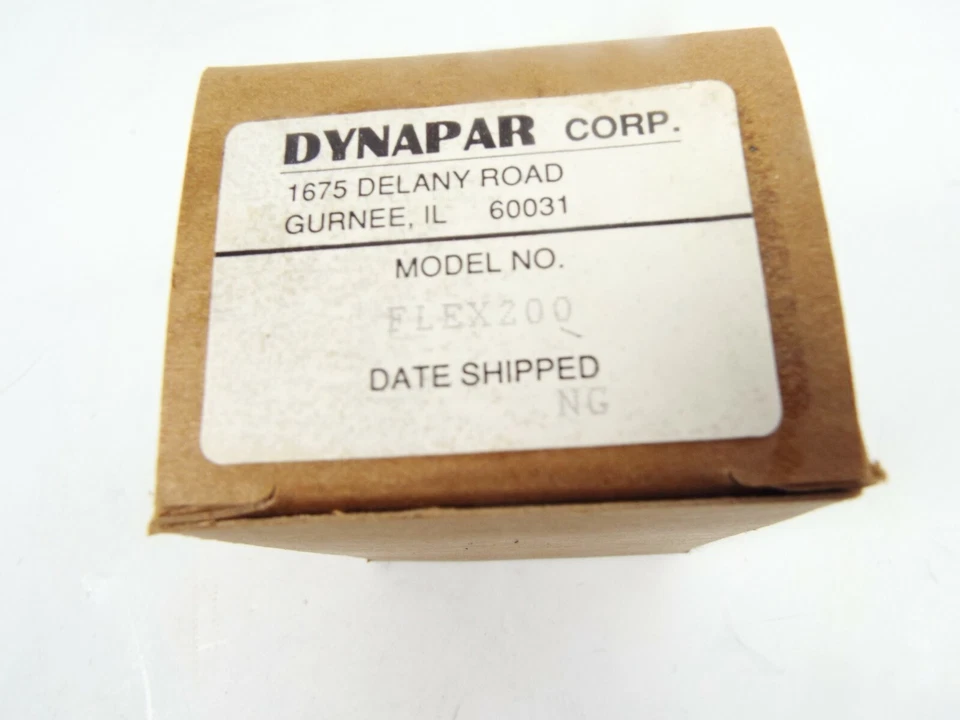 DYNAPAR CORP.
1675 DELANY ROAD
GURNEE, IL 60031
MODEL NO.
FLEX200
DATE SHIPPED
NG